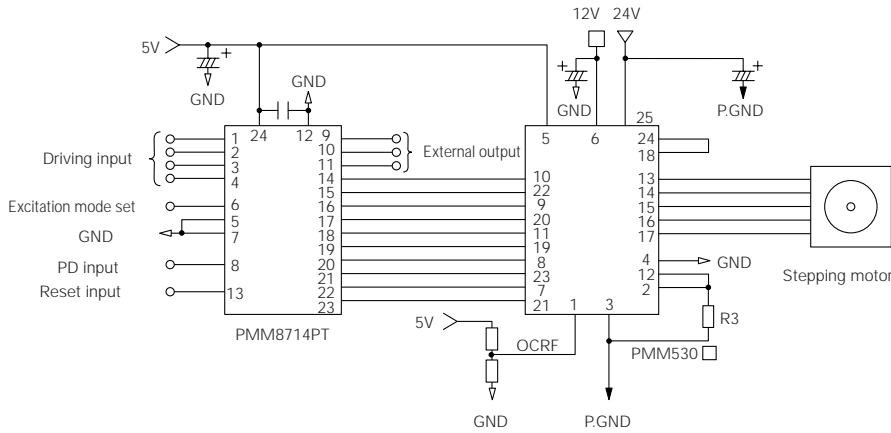 12V 24V
5V
+ + +
GND GND P.GND
GND
25
24 12 9 5 6 24
1 10 External output 18
Driving input 2 11
3 14 10 13
4 15 22 14
Excitation mode set 6 16 9 15
5 17 20 16
GND 7 18 11 17
19 19 4 GND
PD input 8 20 8 12
21 23 2 Stepping motor
Reset input 13 22 7
23 21 1 3 R3
PMM8714PT 5V OCRF PMM530
GND P.GND